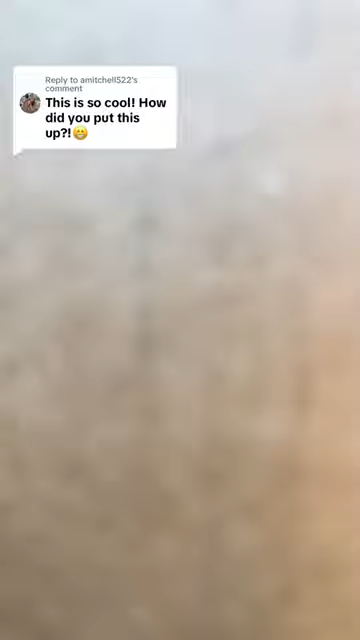 Reply to amitchell522's
comment
This is so cool! How
did you put this
up?!😁